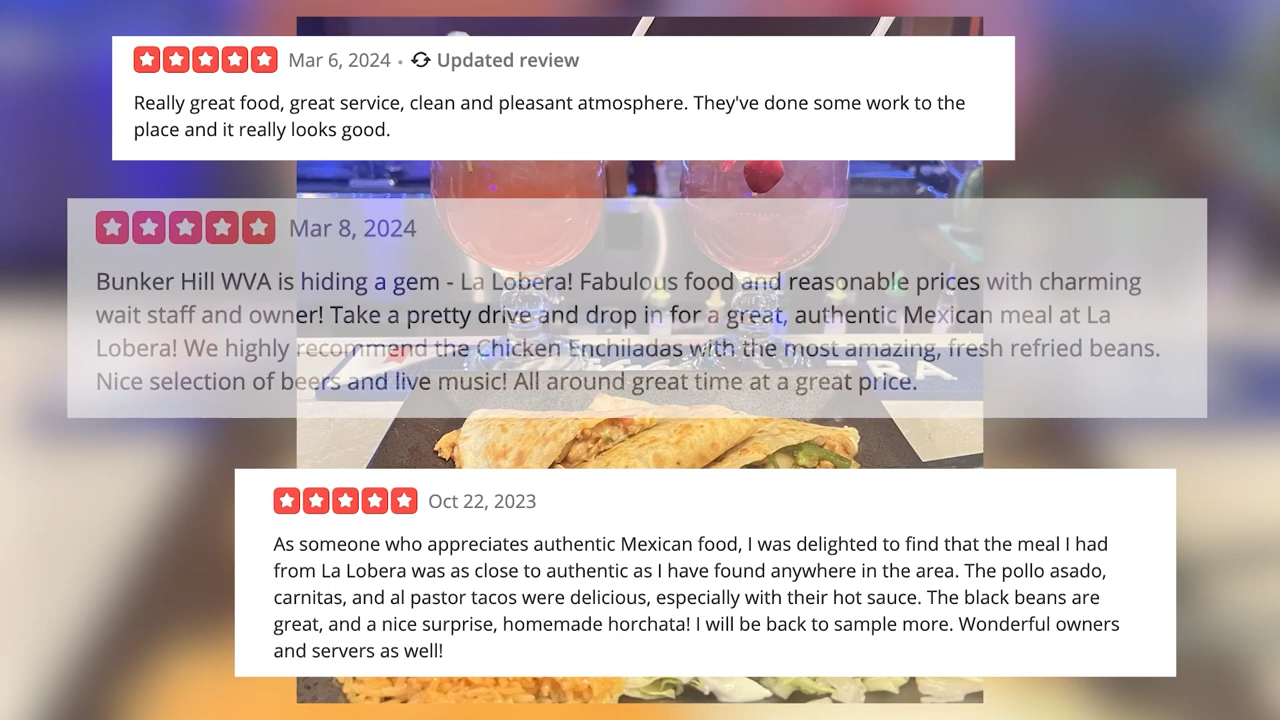 Mar 6, 2024 • Updated review
Really great food, great service, clean and pleasant atmosphere. They've done some work to the
place and it really looks good.
Mar 8, 2024
Bunker Hill WVA is hiding a gem - La Lobera! Fabulous food and reasonable prices with charming
wait staff and owner! Take a pretty drive and drop in for a great, authentic Mexican meal at La
Lobera! We highly recommend the Chicken Enchiladas with the most amazing, fresh refried beans.
Nice selection of beers and live music! All around great time at a great price.
Oct 22, 2023
As someone who appreciates authentic Mexican food, I was delighted to find that the meal I had
from La Lobera was as close to authentic as I have found anywhere in the area. The pollo asado,
carnitas, and al pastor tacos were delicious, especially with their hot sauce. The black beans are
great, and a nice surprise, homemade horchata! I will be back to sample more. Wonderful owners
and servers as well!